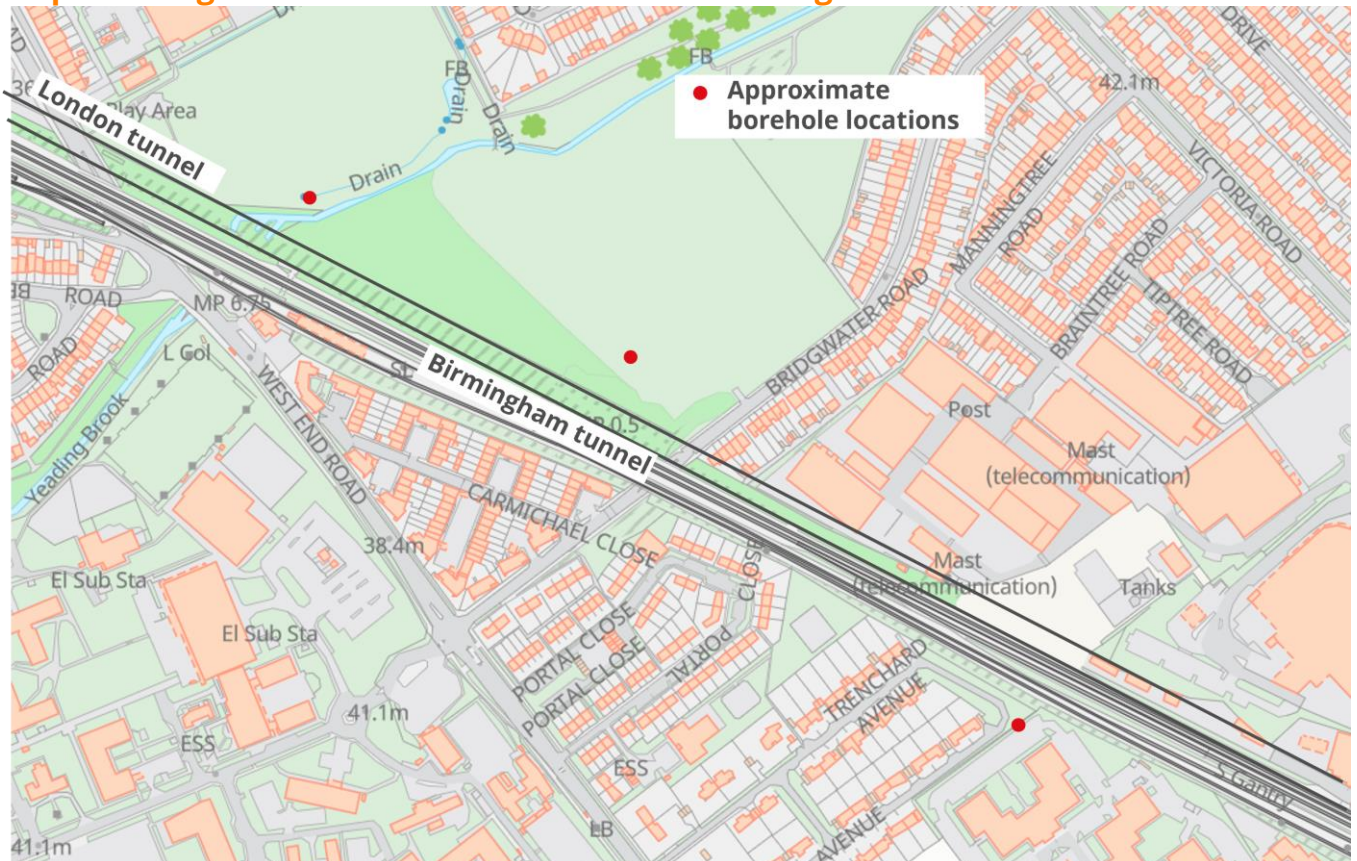 DRIVE
FB
FB
42.1m
Approximate
borehole locations
London tunnel
Play Area
Drain
Drain
Drain
VICTORIA ROAD
MANNINGTREE
ROAD
BRAINTREE ROAD
TIPTREE ROAD
BRIDGWATER ROAD
ROAD
MP 6.75
ROAD
L Col
WEST END ROAD
Yeading Brook
Birmingham tunnel
0.5
Post
Mast
(telecommunication)
CARMICHAEL CLOSE
38.4m
CLOSE
Mast
(telecommunication)
Tanks
El Sub Sta
El Sub Sta
PORTAL CLOSE
PORTAL CLOSE
PORTAL
TRENCHARD
AVENUE
41.1m
ESS
ESS
S Gantry
LB
AVENUE
41.1m